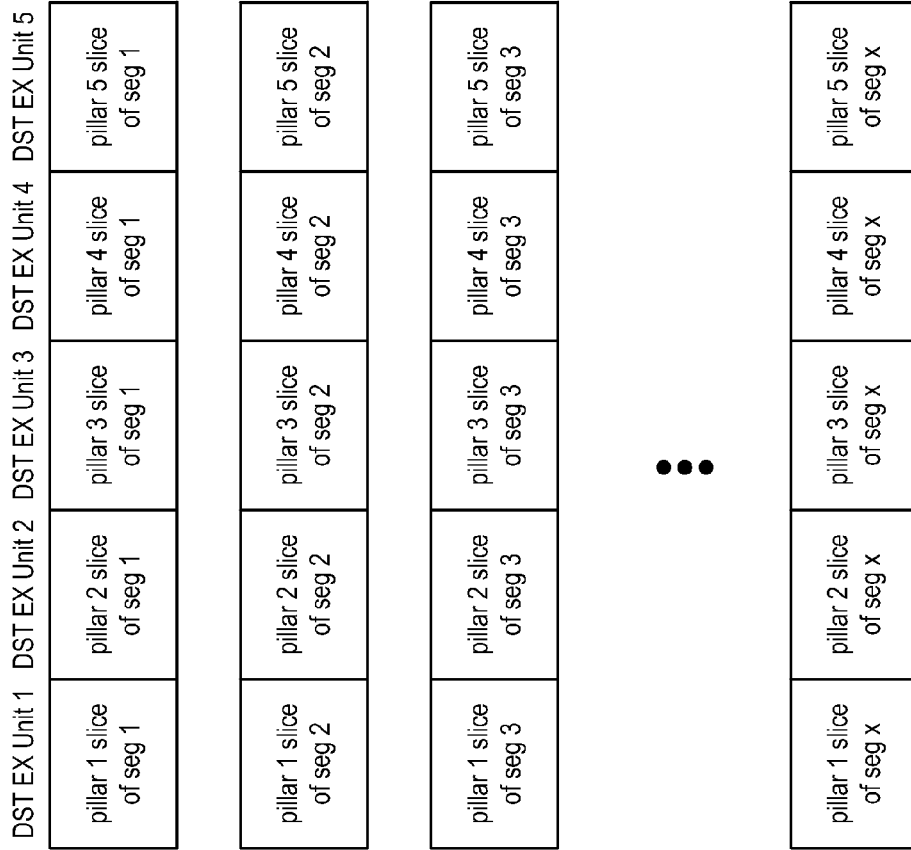 DST EX Unit 1
DST EX Unit 2
DST EX Unit 3
DST EX Unit 4
DST EX Unit 5
pillar 1 slice
of seg 1
pillar 2 slice
of seg 1
pillar 3 slice
of seg 1
pillar 4 slice
of seg 1
pillar 5 slice
of seg 1
pillar 1 slice
of seg 2
pillar 2 slice
of seg 2
pillar 3 slice
of seg 2
pillar 4 slice
of seg 2
pillar 5 slice
of seg 2
pillar 1 slice
of seg 3
pillar 2 slice
of seg 3
pillar 3 slice
of seg 3
pillar 4 slice
of seg 3
pillar 5 slice
of seg 3
pillar 1 slice
of seg x
pillar 2 slice
of seg x
pillar 3 slice
of seg x
pillar 4 slice
of seg x
pillar 5 slice
of seg x